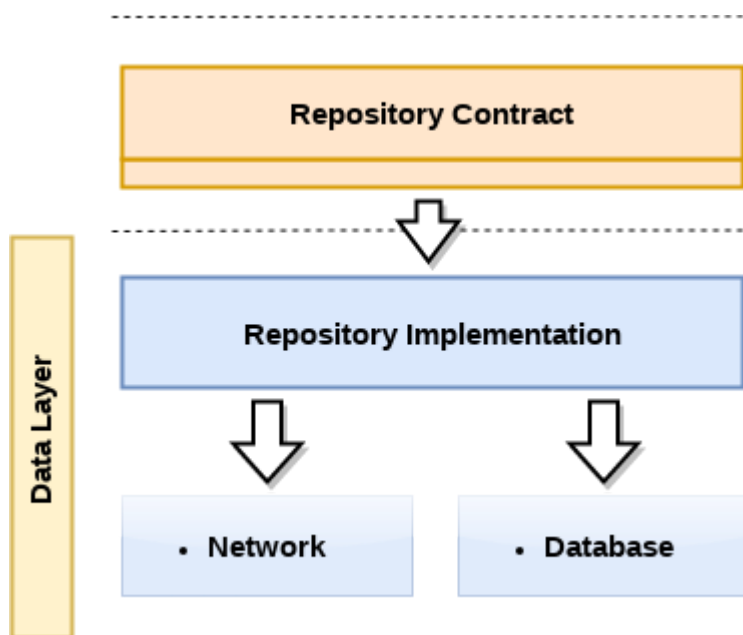 Repository Contract
Repository Implementation
Data Layer
• Network
• Database